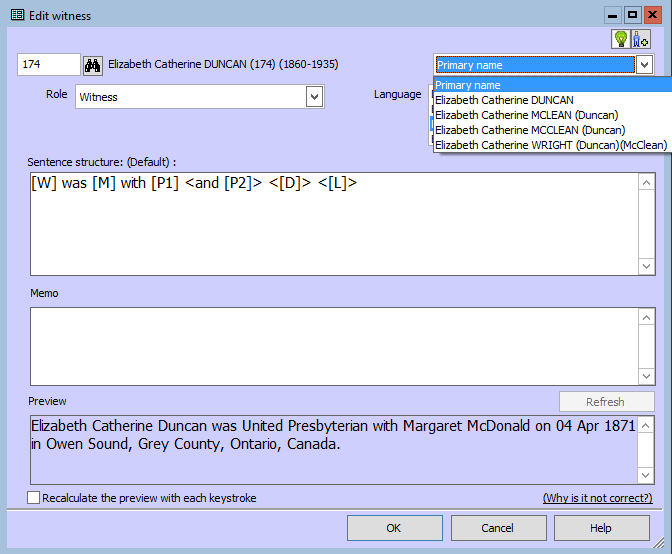 Edit witness
174
Elizabeth Catherine DUNCAN (174) (1860-1935)
Primary name
Primary name
Elizabeth Catherine DUNCAN
Elizabeth Catherine MCLEAN (Duncan)
Elizabeth Catherine MCCLEAN (Duncan)
Elizabeth Catherine WRIGHT (Duncan)(McClean)
Role
Witness
Language
Sentence structure: (Default) :
[W] was [M] with [P1] <and [P2]> <[D]> <[L]>
Memo
Preview
Refresh
Elizabeth Catherine Duncan was United Presbyterian with Margaret McDonald on 04 Apr 1871
in Owen Sound, Grey County, Ontario, Canada.
Recalculate the preview with each keystroke
(Why is it not correct?)
OK
Cancel
Help